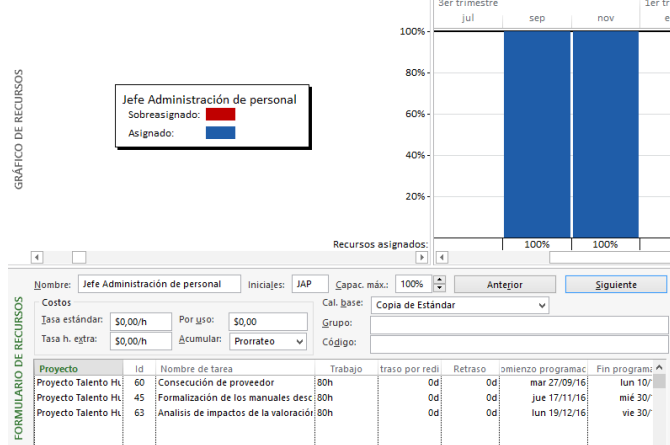 3er trimestre 1er tr
jul sep nov e
100%
80%
60%
40%
20%
GRÁFICO DE RECURSOS
Jefe Administración de personal
Sobreasignado:
Asignado:
Recursos asignados: 100% 100%
FORMULARIO DE RECURSOS
Nombre: Jefe Administración de personal Iniciales: JAP Capac. máx.: 100% Anterior Siguiente
Costos Cal. base: Copia de Estándar
Tasa estándar: $0,00/h Por uso: $0,00 Grupo:
Tasa h. extra: $0,00/h Acumular: Prorrateo Código:
Proyecto Id Nombre de tarea Trabajo traso por redi Retraso omienzo programac Fin programa
Proyecto Talento Hu 60 Consecución de proveedor 80h 0d 0d mar 27/09/16 lun 10/
Proyecto Talento Hu 45 Formalización de los manuales desc 80h 0d 0d jue 17/11/16 mié 30/
Proyecto Talento Hu 63 Analisis de impactos de la valoración 80h 0d 0d lun 19/12/16 vie 30/